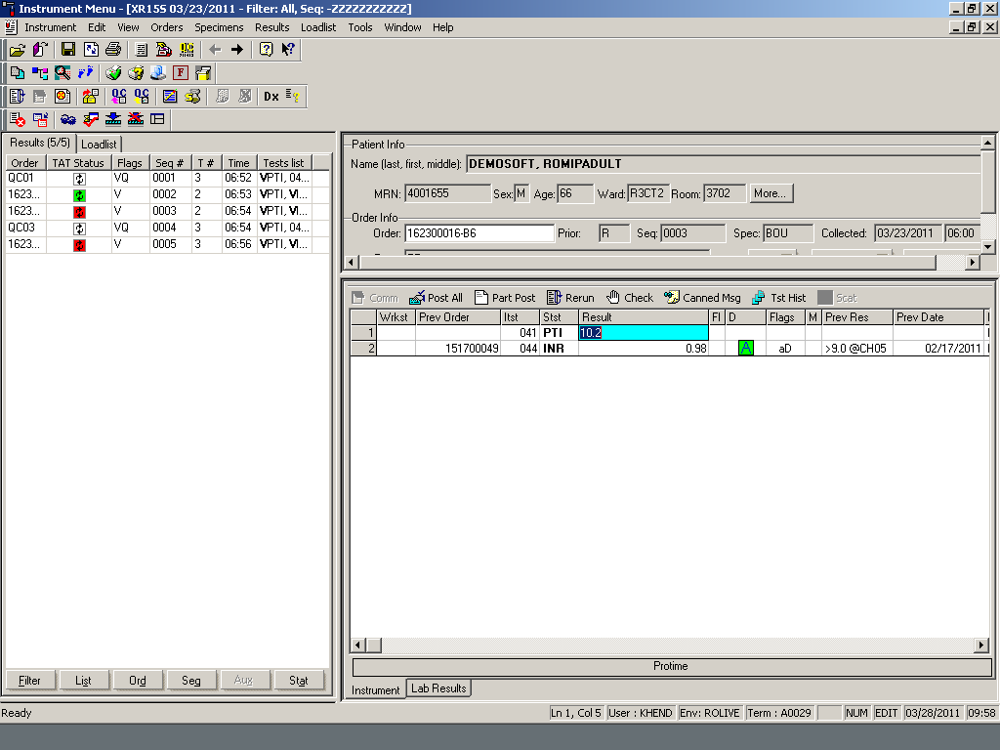 Instrument Menu - [XR15S 03/23/2011 - Filter: All, Seq: -ZZZZZZZZZZZ]
Instrument Edit View Orders Specimens Results Loadlist Tools Window Help
QC QC Dx
Results (5/5) Loadlist
Order TAT Status Flags Seq # T # Time Tests list
QC01 VQ 0001 3 06:52 VPTI, 04...
1623... V 0002 2 06:53 VPTI, VI...
1623... V 0003 2 06:54 VPTI, VI...
QC03 VQ 0004 3 06:54 VPTI, 04...
1623... V 0005 3 06:56 VPTI, VI...
Filter List Ord Seg Aux Stat
Patient Info
Name (last, first, middle): DEMOSOFT, ROMIPADULT
MRN: 4001655 Sex: M Age: 66 Ward: R3CT2 Room: 3702 More...
Order Info
Order: 162300016-B6 Prior: R Seq: 0003 Spec: BOU Collected: 03/23/2011 06:00
Comm Post All Part Post Rerun Check Canned Msg Tst Hist Scat
Wrkst Prev Order Itst Stst Result Fl D Flags M Prev Res Prev Date
1 041 PTI 10.2
2 151700049 044 INR 0.98 A aD >9.0 @CH05 02/17/2011
Protime
Instrument Lab Results
Ready Ln 1, Col 5 User : KHEND Env: ROLIVE Term : A0029 NUM EDIT 03/28/2011 09:58